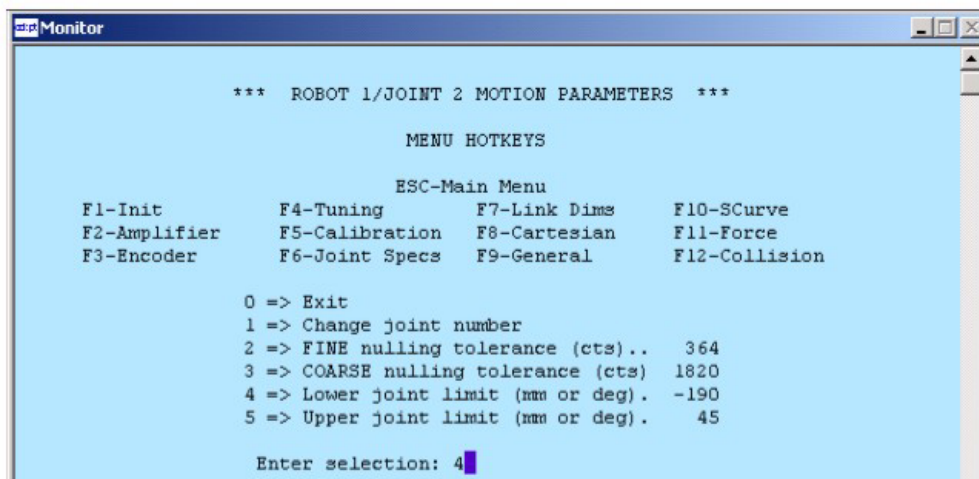 Monitor
*** ROBOT 1/JOINT 2 MOTION PARAMETERS ***
MENU HOTKEYS
ESC-Main Menu
F1-Init F4-Tuning F7-Link Dims F10-SCurve
F2-Amplifier F5-Calibration F8-Cartesian F11-Force
F3-Encoder F6-Joint Specs F9-General F12-Collision
0 => Exit
1 => Change joint number
2 => FINE nulling tolerance (cts).. 364
3 => COARSE nulling tolerance (cts) 1820
4 => Lower joint limit (mm or deg). -190
5 => Upper joint limit (mm or deg). 45
Enter selection: 4